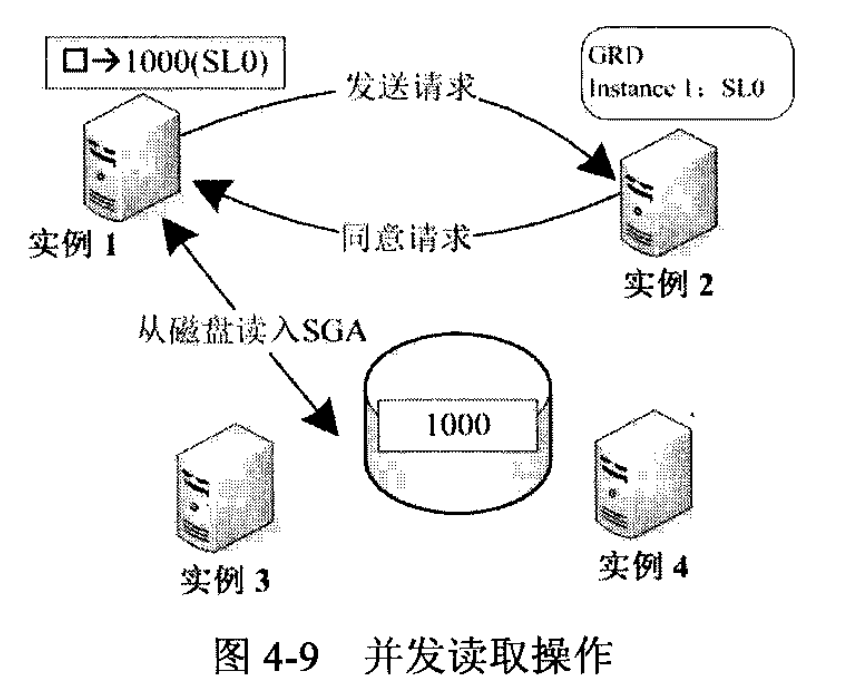 □→1000(SL0)
GRD
Instance 1：SL0
发送请求
同意请求
实例 1
实例 2
从磁盘读入SGA
1000
实例 3
实例 4
图 4-9 并发读取操作